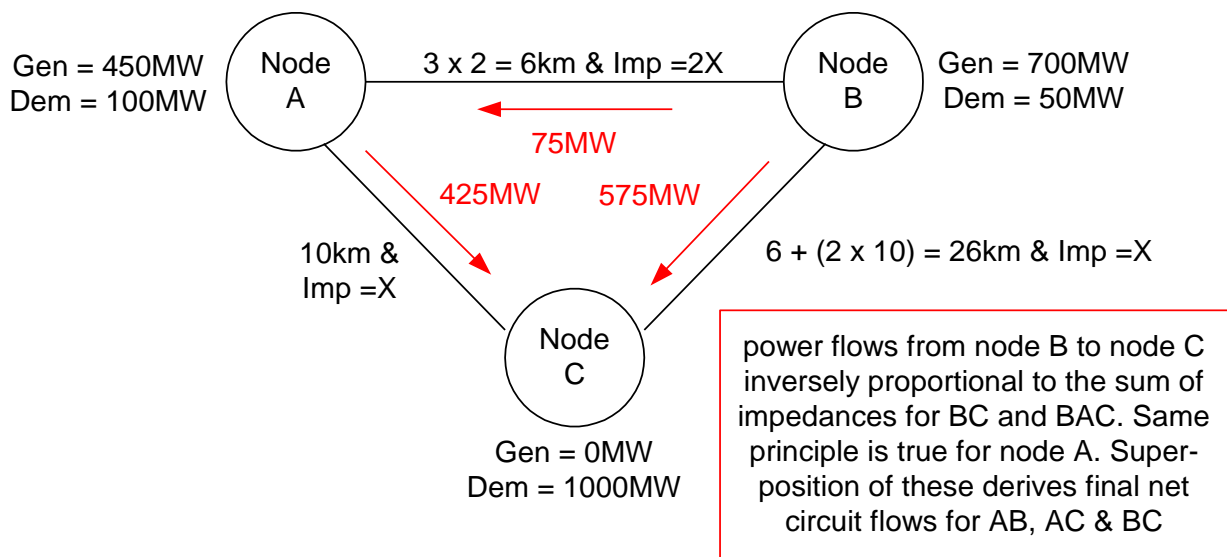 Gen = 450MW
Dem = 100MW
Node
A
3 x 2 = 6km & Imp =2X
Node
B
Gen = 700MW
Dem = 50MW
75MW
425MW
575MW
10km &
Imp =X
6 + (2 x 10) = 26km & Imp =X
Node
C
Gen = 0MW
Dem = 1000MW
power flows from node B to node C
inversely proportional to the sum of
impedances for BC and BAC. Same
principle is true for node A. Super-
position of these derives final net
circuit flows for AB, AC & BC